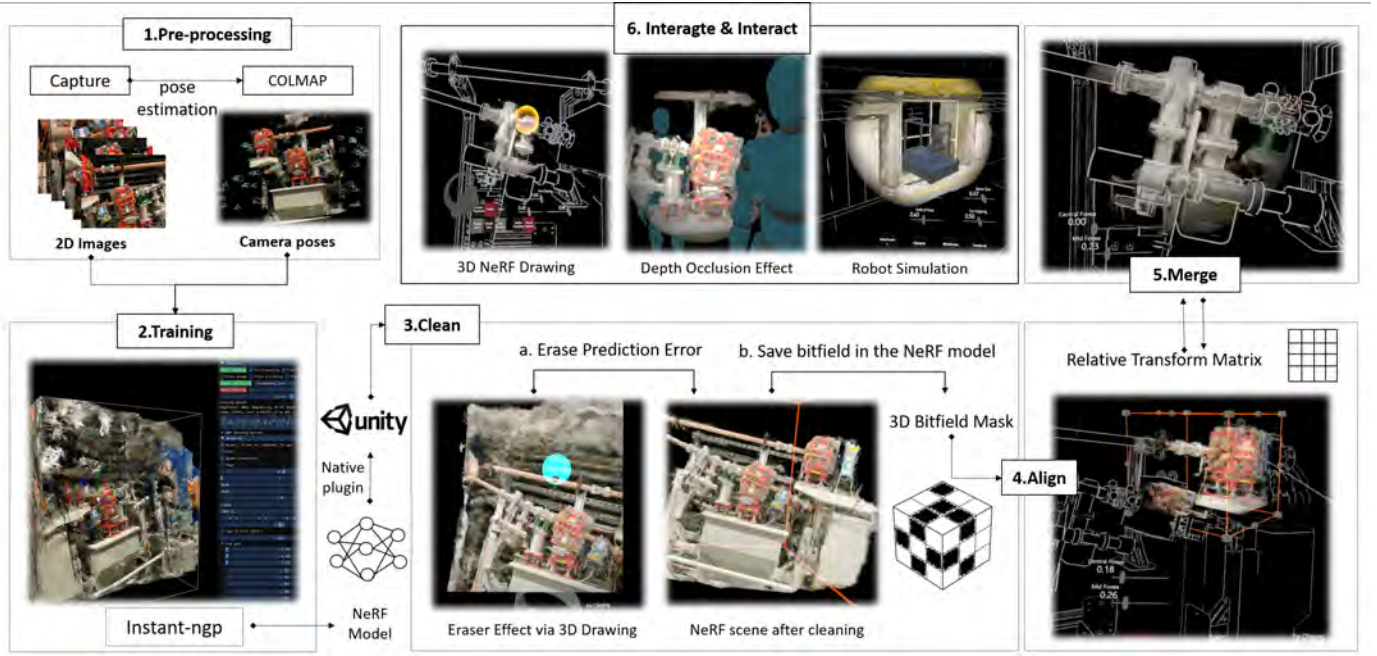 1.Pre-processing
Capture
pose
estimation
COLMAP
2D Images
Camera poses
6. Interagte & Interact
3D NeRF Drawing
Depth Occlusion Effect
Robot Simulation
5.Merge
Central Fovea
0.00
Mid Fovea
0.23
2.Training
Instant-ngp
NeRF
Model
Native
plugin
unity
3.Clean
a. Erase Prediction Error
b. Save bitfield in the NeRF model
Eraser Effect via 3D Drawing
NeRF scene after cleaning
3D Bitfield Mask
4.Align
Relative Transform Matrix
Central Fovea
0.18
Mid Fovea
0.26